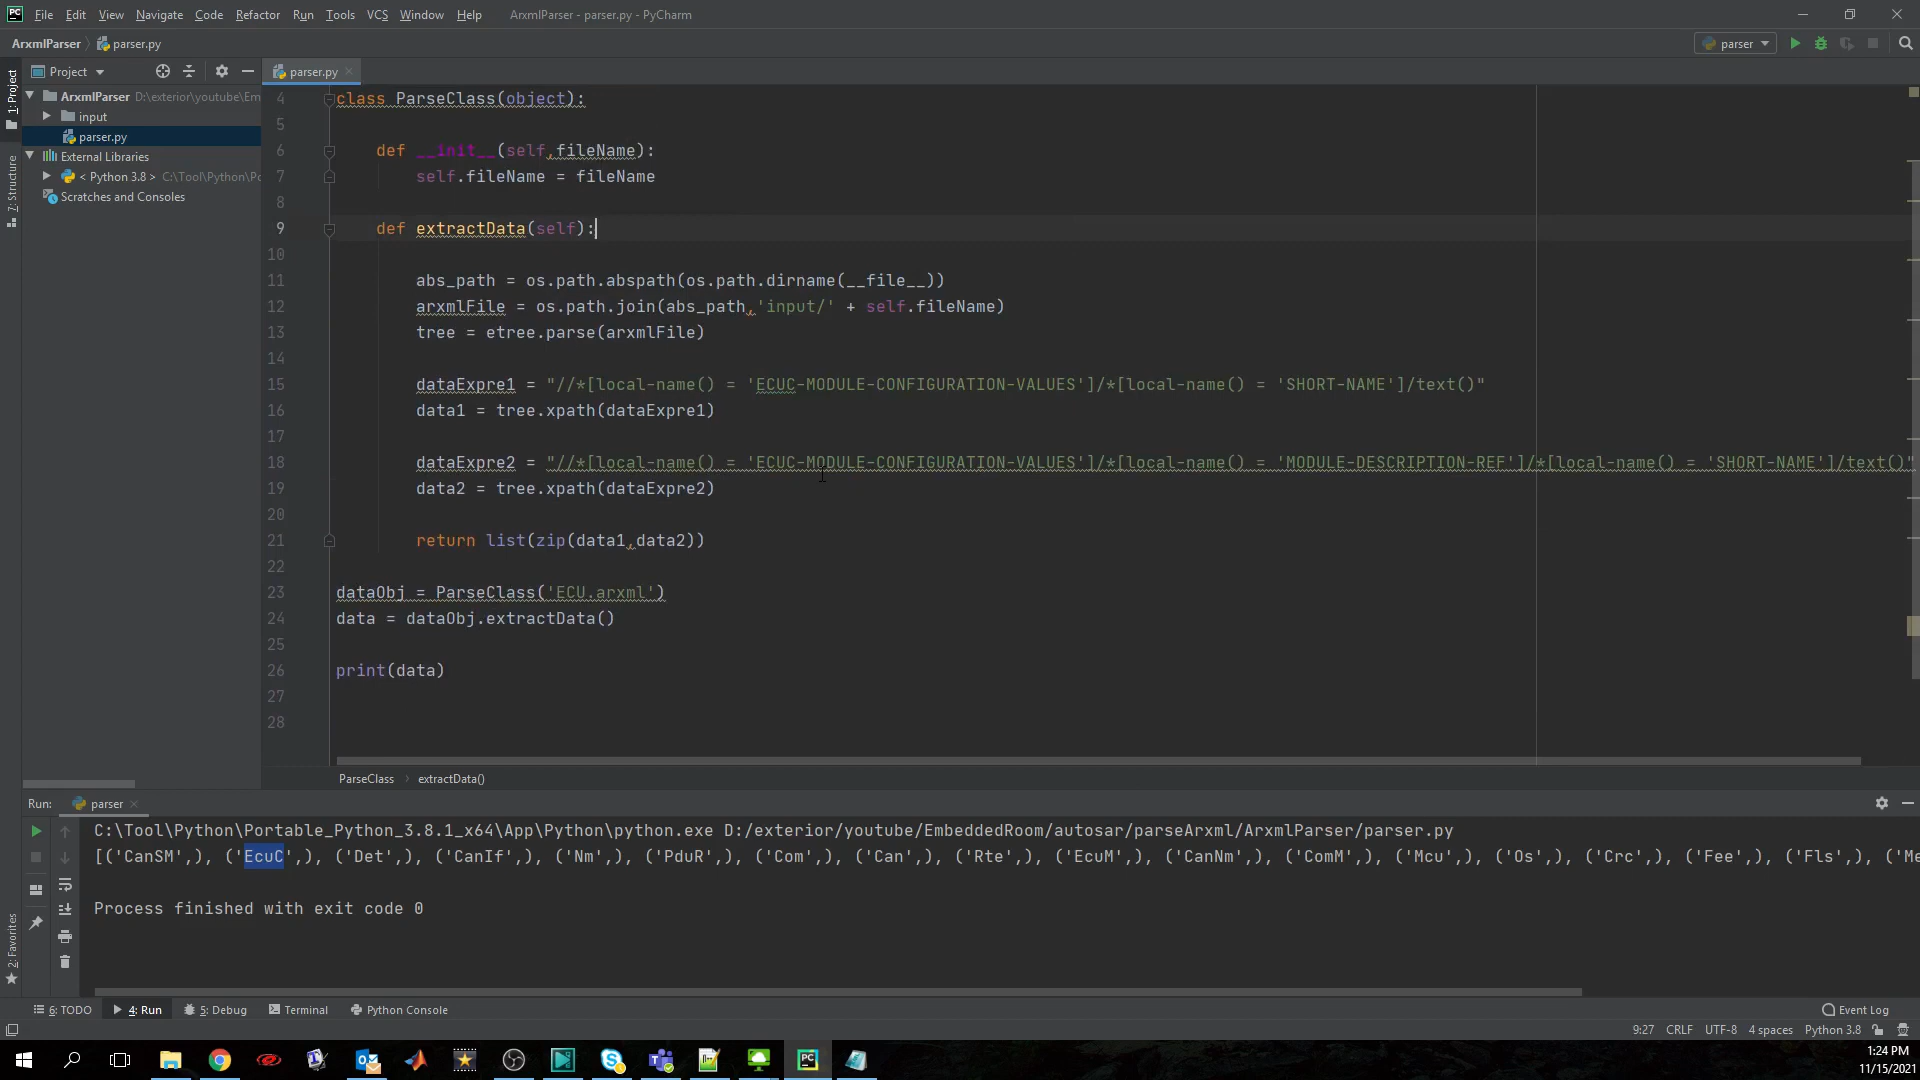 File Edit View Navigate Code Refactor Run Tools VCS Window Help ArxmlParser - parser.py - PyCharm
ArxmlParser parser.py
parser
Project
parser.py
1: Project
7: Structure
2: Favorites
ArxmlParser D:\exterior\youtube\Em
input
parser.py
External Libraries
< Python 3.8 > C:\Tool\Python\Po
Scratches and Consoles
4 class ParseClass(object):
5
6 def __init__(self,fileName):
7 self.fileName = fileName
8
9 def extractData(self):
10
11 abs_path = os.path.abspath(os.path.dirname(__file__))
12 arxmlFile = os.path.join(abs_path,'input/' + self.fileName)
13 tree = etree.parse(arxmlFile)
14
15 dataExpre1 = "//*[local-name() = 'ECUC-MODULE-CONFIGURATION-VALUES']/*[local-name() = 'SHORT-NAME']/text()"
16 data1 = tree.xpath(dataExpre1)
17
18 dataExpre2 = "//*[local-name() = 'ECUC-MODULE-CONFIGURATION-VALUES']/*[local-name() = 'MODULE-DESCRIPTION-REF']/*[local-name() = 'SHORT-NAME']/text()"
19 data2 = tree.xpath(dataExpre2)
20
21 return list(zip(data1,data2))
22
23 dataObj = ParseClass('ECU.arxml')
24 data = dataObj.extractData()
25
26 print(data)
27
28
ParseClass extractData()
Run: parser
C:\Tool\Python\Portable_Python_3.8.1_x64\App\Python\python.exe D:/exterior/youtube/EmbeddedRoom/autosar/parseArxml/ArxmlParser/parser.py
[('CanSM',), ('EcuC',), ('Det',), ('CanIf',), ('Nm',), ('PduR',), ('Com',), ('Can',), ('Rte',), ('EcuM',), ('CanNm',), ('ComM',), ('Mcu',), ('Os',), ('Crc',), ('Fee',), ('Fls',), ('Me
Process finished with exit code 0
6: TODO 4: Run 5: Debug Terminal Python Console Event Log
9:27 CRLF UTF-8 4 spaces Python 3.8
1:24 PM
11/15/2021